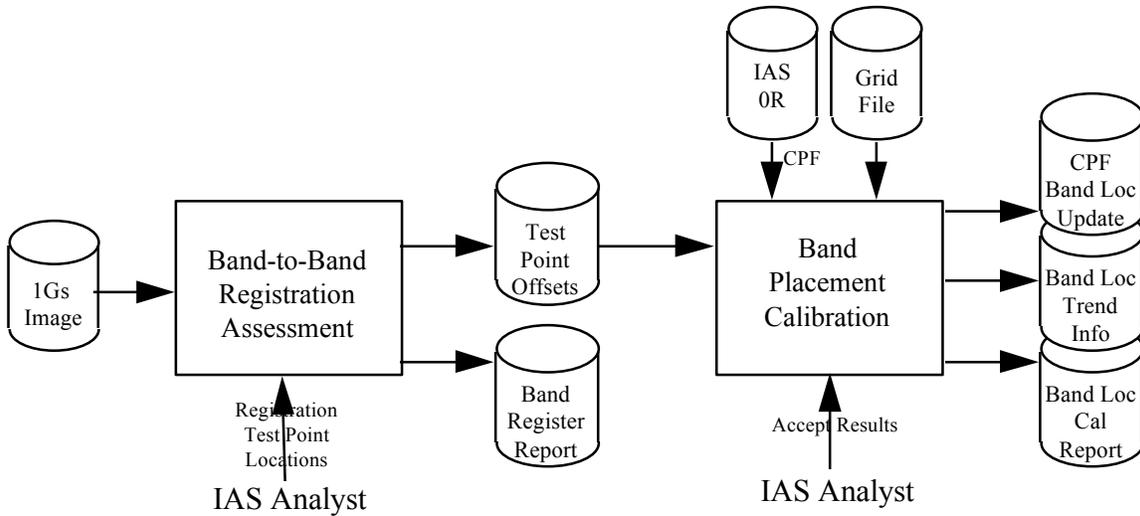 IAS
0R
Grid
File
CPF
1Gs
Image
Band-to-Band
Registration
Assessment
Registration
Test Point
Locations
IAS Analyst
Test
Point
Offsets
Band
Register
Report
Band
Placement
Calibration
Accept Results
IAS Analyst
CPF
Band Loc
Update
Band Loc
Trend
Info
Band Loc
Cal
Report